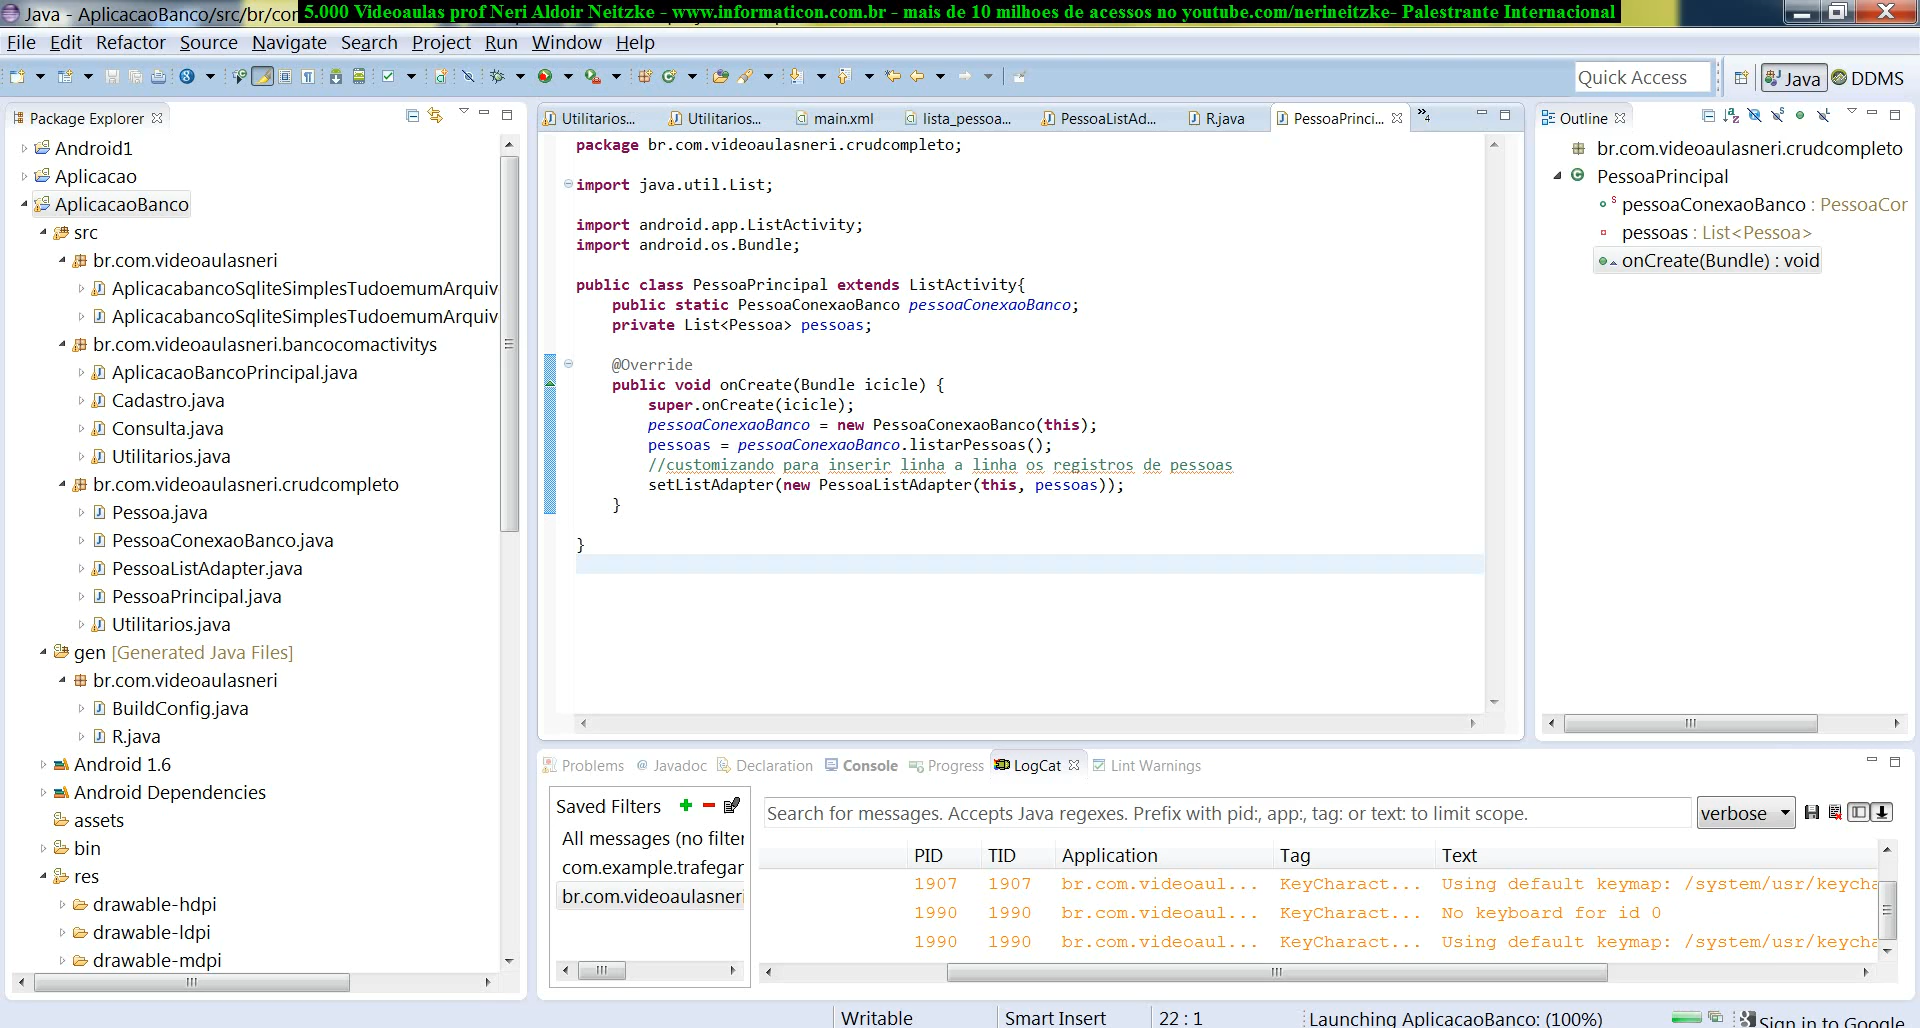 Java - AplicacaoBanco/src/br/con
5.000 Videoaulas prof Neri Aldoir Neitzke - www.informaticon.com.br - mais de 10 milhoes de acessos no youtube.com/nerineitzke- Palestrante Internacional
File Edit Refactor Source Navigate Search Project Run Window Help
Quick Access
Java
DDMS
Package Explorer
Android1
Aplicacao
AplicacaoBanco
src
br.com.videoaulasneri
AplicacabancoSqliteSimplesTudoemumArquiv
AplicacabancoSqliteSimplesTudoemumArquiv
br.com.videoaulasneri.bancocomactivitys
AplicacaoBancoPrincipal.java
Cadastro.java
Consulta.java
Utilitarios.java
br.com.videoaulasneri.crudcompleto
Pessoa.java
PessoaConexaoBanco.java
PessoaListAdapter.java
PessoaPrincipal.java
Utilitarios.java
gen [Generated Java Files]
br.com.videoaulasneri
BuildConfig.java
R.java
Android 1.6
Android Dependencies
assets
bin
res
drawable-hdpi
drawable-ldpi
drawable-mdpi
Utilitarios...
Utilitarios...
main.xml
lista_pessoa...
PessoaListAd...
R.java
PessoaPrinci...
»4
package br.com.videoaulasneri.crudcompleto;
import java.util.List;
import android.app.ListActivity;
import android.os.Bundle;
public class PessoaPrincipal extends ListActivity{
public static PessoaConexaoBanco pessoaConexaoBanco;
private List<Pessoa> pessoas;
@Override
public void onCreate(Bundle icicle) {
super.onCreate(icicle);
pessoaConexaoBanco = new PessoaConexaoBanco(this);
pessoas = pessoaConexaoBanco.listarPessoas();
//customizando para inserir linha a linha os registros de pessoas
setListAdapter(new PessoaListAdapter(this, pessoas));
}
}
Outline
br.com.videoaulasneri.crudcompleto
PessoaPrincipal
pessoaConexaoBanco : PessoaCor
pessoas : List<Pessoa>
onCreate(Bundle) : void
Problems
Javadoc
Declaration
Console
Progress
LogCat
Lint Warnings
Saved Filters
All messages (no filter
com.example.trafegar
br.com.videoaulasneri
Search for messages. Accepts Java regexes. Prefix with pid:, app:, tag: or text: to limit scope.
verbose
PID TID Application Tag Text
1907 1907 br.com.videoaul... KeyCharact... Using default keymap: /system/usr/keycha
1990 1990 br.com.videoaul... KeyCharact... No keyboard for id 0
1990 1990 br.com.videoaul... KeyCharact... Using default keymap: /system/usr/keycha
Writable
Smart Insert
22 : 1
Launching AplicacaoBanco: (100%)
Sign in to Google